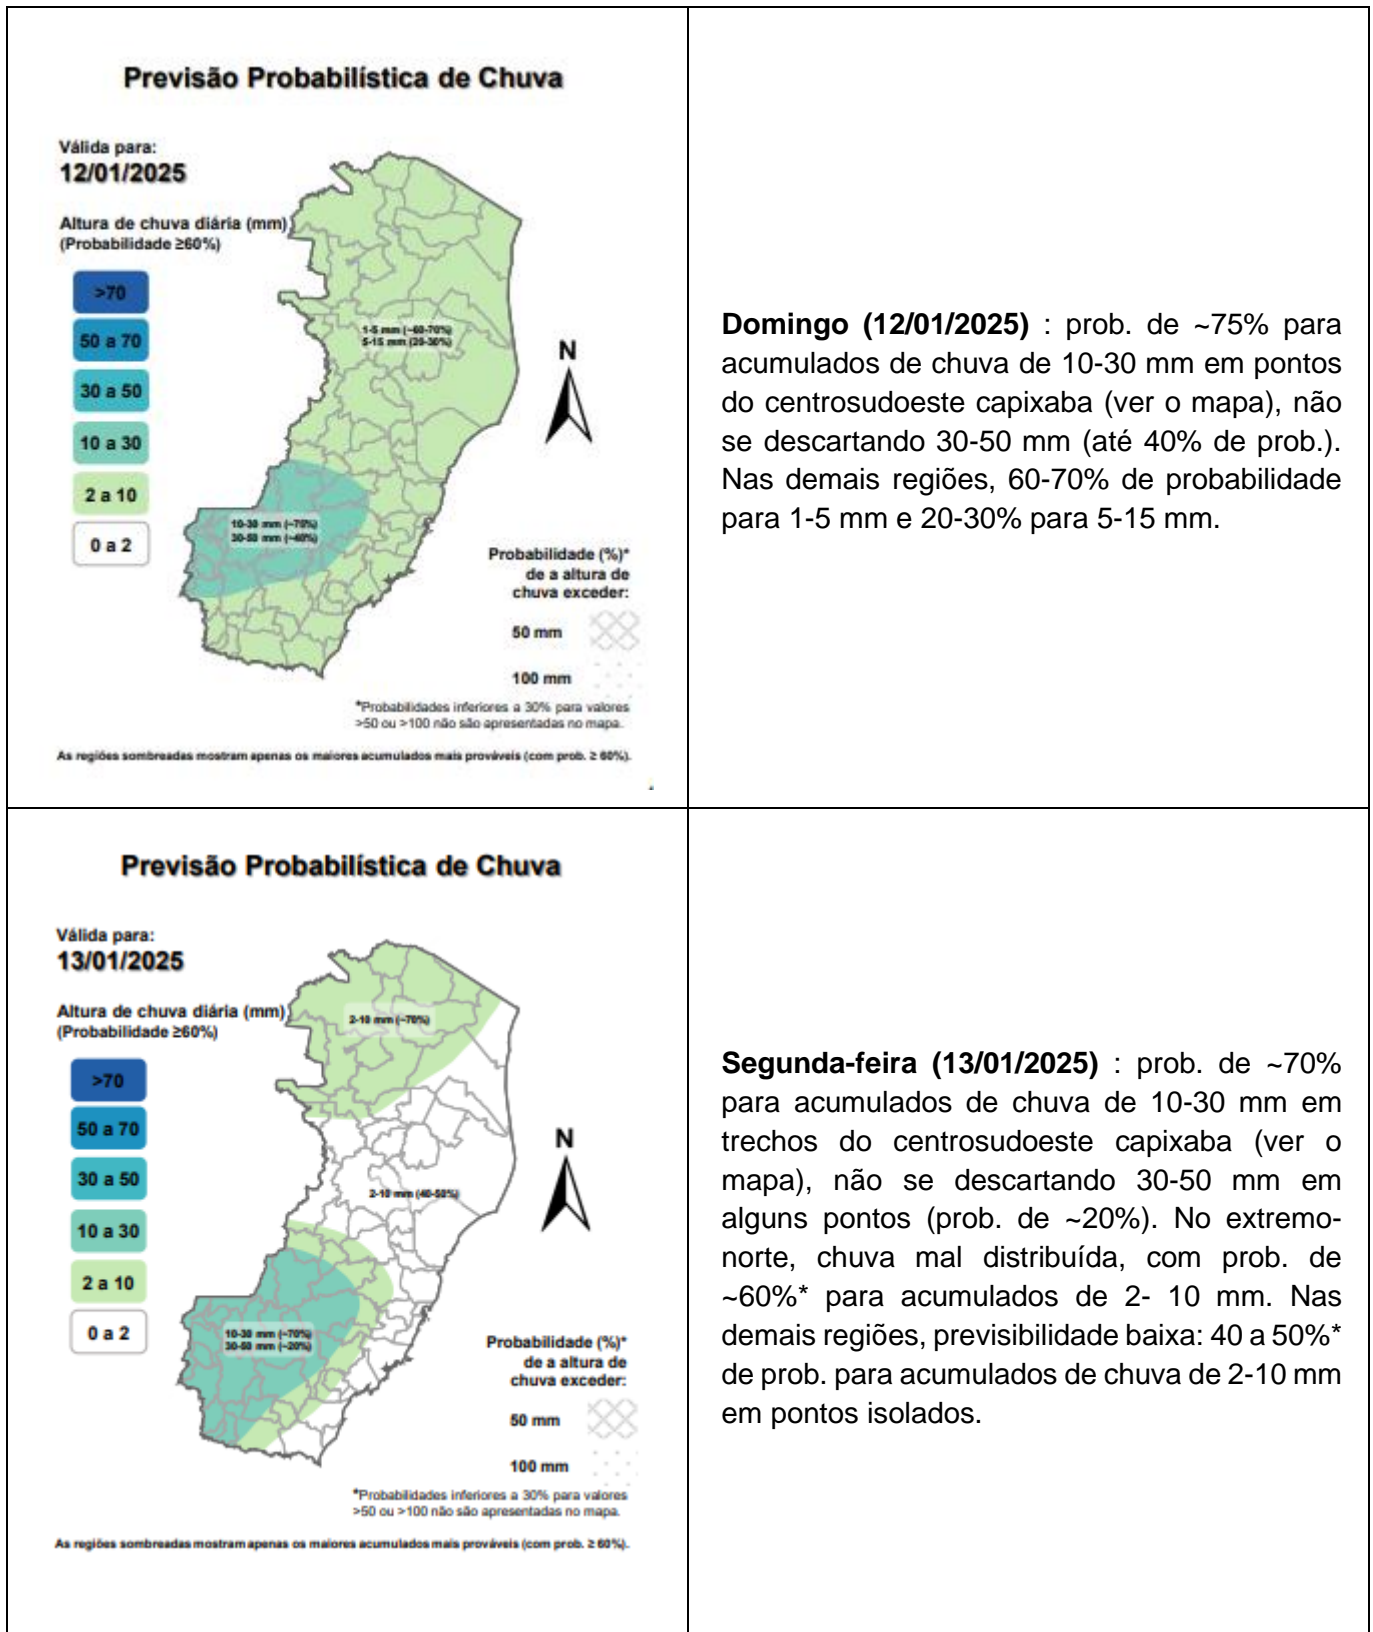 Previsão Probabilística de Chuva
Válida para:
12/01/2025
Altura de chuva diária (mm)
(Probabilidade ≥60%)
>70
50 a 70
30 a 50
10 a 30
2 a 10
0 a 2
1-5 mm (~60-70%)
5-15 mm (20-30%)
10-30 mm (~70%)
30-50 mm (~40%)
N
Probabilidade (%)*
de a altura de
chuva exceder:
50 mm
100 mm
*Probabilidades inferiores a 30% para valores
>50 ou >100 não são apresentadas no mapa.
As regiões sombreadas mostram apenas os maiores acumulados mais prováveis (com prob. ≥ 60%).
Domingo (12/01/2025) : prob. de ~75% para
acumulados de chuva de 10-30 mm em pontos
do centrosudoeste capixaba (ver o mapa), não
se descartando 30-50 mm (até 40% de prob.).
Nas demais regiões, 60-70% de probabilidade
para 1-5 mm e 20-30% para 5-15 mm.
Previsão Probabilística de Chuva
Válida para:
13/01/2025
Altura de chuva diária (mm)
(Probabilidade ≥60%)
>70
50 a 70
30 a 50
10 a 30
2 a 10
0 a 2
2-10 mm (~70%)
2-10 mm (40-50%)
10-30 mm (~70%)
30-50 mm (~20%)
N
Probabilidade (%)*
de a altura de
chuva exceder:
50 mm
100 mm
*Probabilidades inferiores a 30% para valores
>50 ou >100 não são apresentadas no mapa.
As regiões sombreadas mostram apenas os maiores acumulados mais prováveis (com prob. ≥ 60%).
Segunda-feira (13/01/2025) : prob. de ~70%
para acumulados de chuva de 10-30 mm em
trechos do centrosudoeste capixaba (ver o
mapa), não se descartando 30-50 mm em
alguns pontos (prob. de ~20%). No extremo-
norte, chuva mal distribuída, com prob. de
~60%* para acumulados de 2- 10 mm. Nas
demais regiões, previsibilidade baixa: 40 a 50%*
de prob. para acumulados de chuva de 2-10 mm
em pontos isolados.